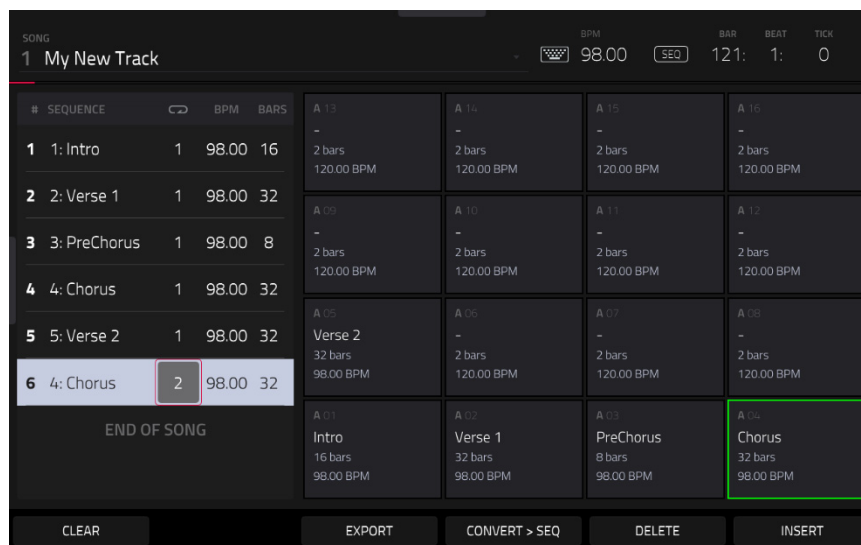 SONG BPM BAR BEAT TICK
1 My New Track 98.00 SEQ 121: 1: 0
# SEQUENCE BPM BARS
1 1: Intro 1 98.00 16
2 2: Verse 1 1 98.00 32
3 3: PreChorus 1 98.00 8
4 4: Chorus 1 98.00 32
5 5: Verse 2 1 98.00 32
6 4: Chorus 2 98.00 32
END OF SONG
A 13 A 14 A 15 A 16
- - - -
2 bars 2 bars 2 bars 2 bars
120.00 BPM 120.00 BPM 120.00 BPM 120.00 BPM
A 09 A 10 A 11 A 12
- - - -
2 bars 2 bars 2 bars 2 bars
120.00 BPM 120.00 BPM 120.00 BPM 120.00 BPM
A 05 A 06 A 07 A 08
Verse 2 - - -
32 bars 2 bars 2 bars 2 bars
98.00 BPM 120.00 BPM 120.00 BPM 120.00 BPM
A 01 A 02 A 03 A 04
Intro Verse 1 PreChorus Chorus
16 bars 32 bars 8 bars 32 bars
98.00 BPM 98.00 BPM 98.00 BPM 98.00 BPM
CLEAR EXPORT CONVERT > SEQ DELETE INSERT